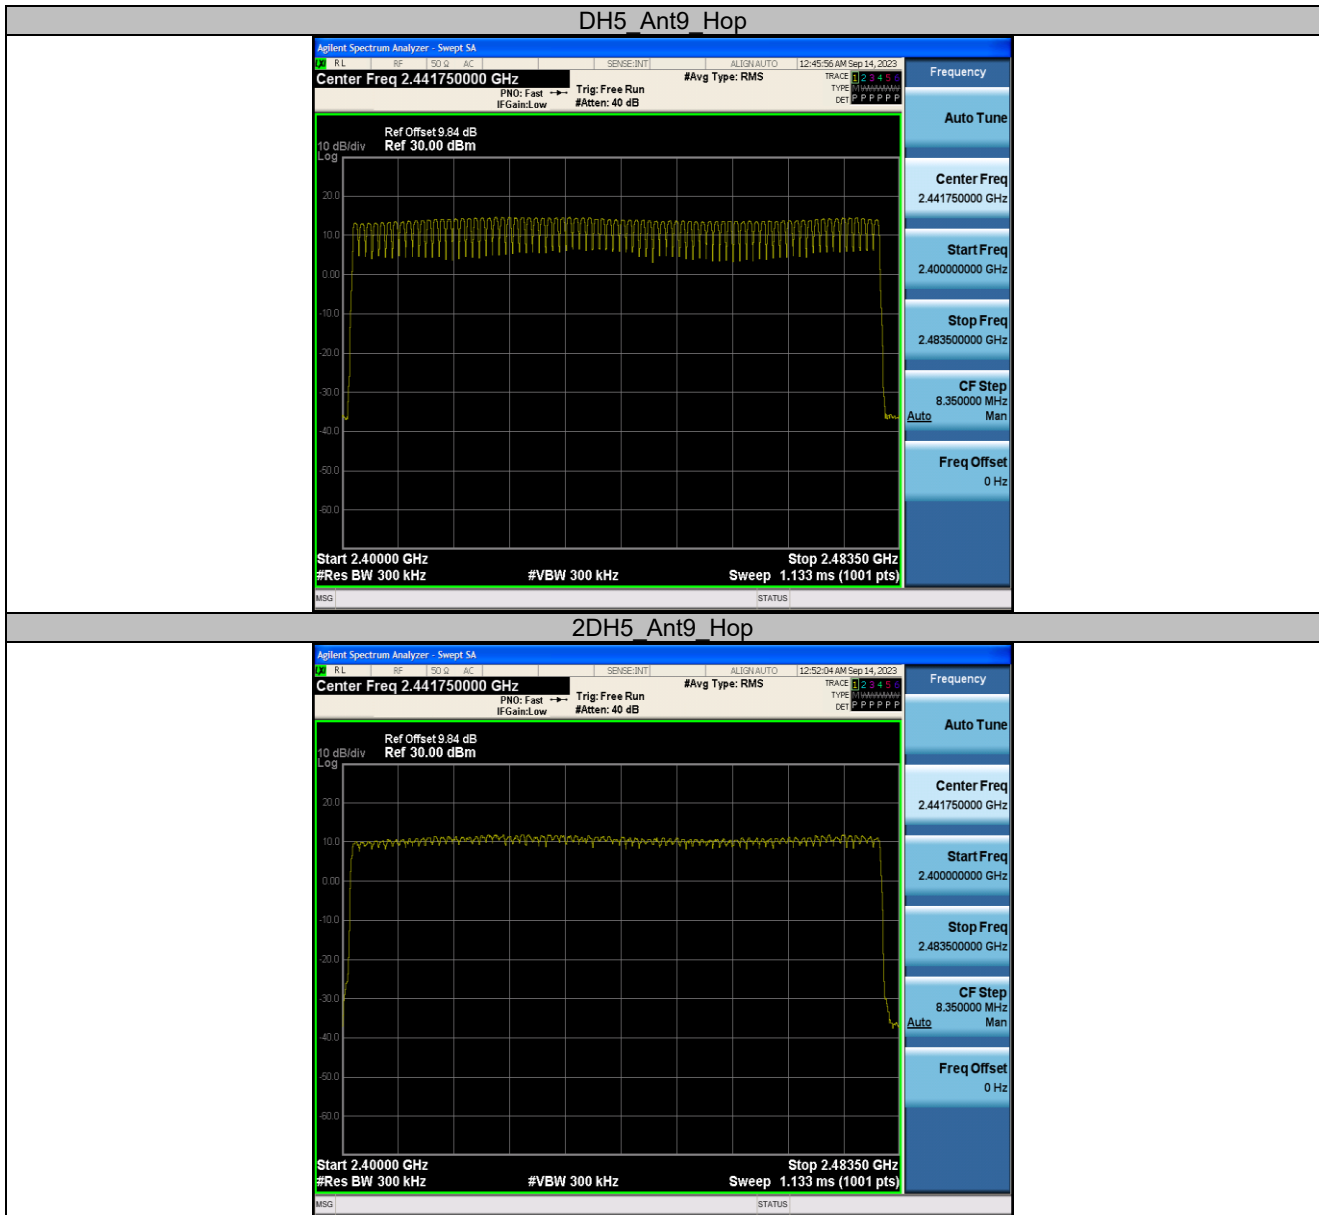 DH5_Ant9_Hop
Agilent Spectrum Analyzer - Swept SA
RL RF 50 Ω AC SENSE:INT ALIGN AUTO 12:45:56 AM Sep 14, 2023
Center Freq 2.441750000 GHz #Avg Type: RMS TRACE 1 2 3 4 5 6
PNO: Fast Trig: Free Run TYPE
IFGain:Low #Atten: 40 dB DET P P P P P P
Frequency
Auto Tune
Ref Offset 9.84 dB
10 dB/div Ref 30.00 dBm
Log
20.0
10.0
0.00
-10.0
-20.0
-30.0
-40.0
-50.0
-60.0
Center Freq
2.441750000 GHz
Start Freq
2.400000000 GHz
Stop Freq
2.483500000 GHz
CF Step
8.350000 MHz
Auto Man
Freq Offset
0 Hz
Start 2.40000 GHz Stop 2.48350 GHz
#Res BW 300 kHz #VBW 300 kHz Sweep 1.133 ms (1001 pts)
MSG STATUS
2DH5_Ant9_Hop
Agilent Spectrum Analyzer - Swept SA
RL RF 50 Ω AC SENSE:INT ALIGN AUTO 12:52:04 AM Sep 14, 2023
Center Freq 2.441750000 GHz #Avg Type: RMS TRACE 1 2 3 4 5 6
PNO: Fast Trig: Free Run TYPE
IFGain:Low #Atten: 40 dB DET P P P P P P
Frequency
Auto Tune
Ref Offset 9.84 dB
10 dB/div Ref 30.00 dBm
Log
20.0
10.0
0.00
-10.0
-20.0
-30.0
-40.0
-50.0
-60.0
Center Freq
2.441750000 GHz
Start Freq
2.400000000 GHz
Stop Freq
2.483500000 GHz
CF Step
8.350000 MHz
Auto Man
Freq Offset
0 Hz
Start 2.40000 GHz Stop 2.48350 GHz
#Res BW 300 kHz #VBW 300 kHz Sweep 1.133 ms (1001 pts)
MSG STATUS